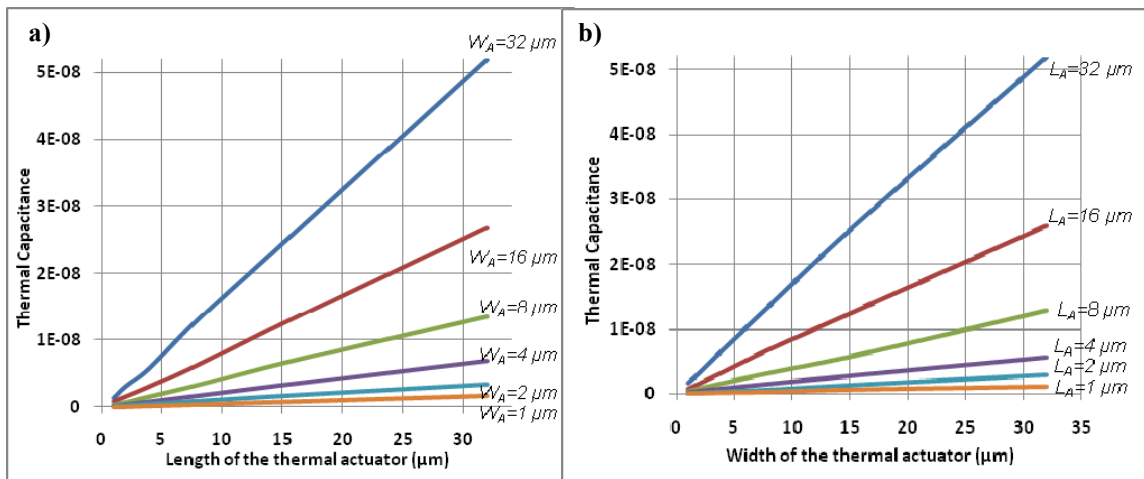 a)
W_A=32 µm
5E-08
4E-08
3E-08
2E-08
1E-08
0
Thermal Capacitance
W_A=16 µm
W_A=8 µm
W_A=4 µm
W_A=2 µm
W_A=1 µm
0 5 10 15 20 25 30
Length of the thermal actuator (µm)
b)
5E-08
4E-08
3E-08
2E-08
1E-08
0
Thermal Capacitance
L_A=32 µm
L_A=16 µm
L_A=8 µm
L_A=4 µm
L_A=2 µm
L_A=1 µm
0 5 10 15 20 25 30 35
Width of the thermal actuator (µm)